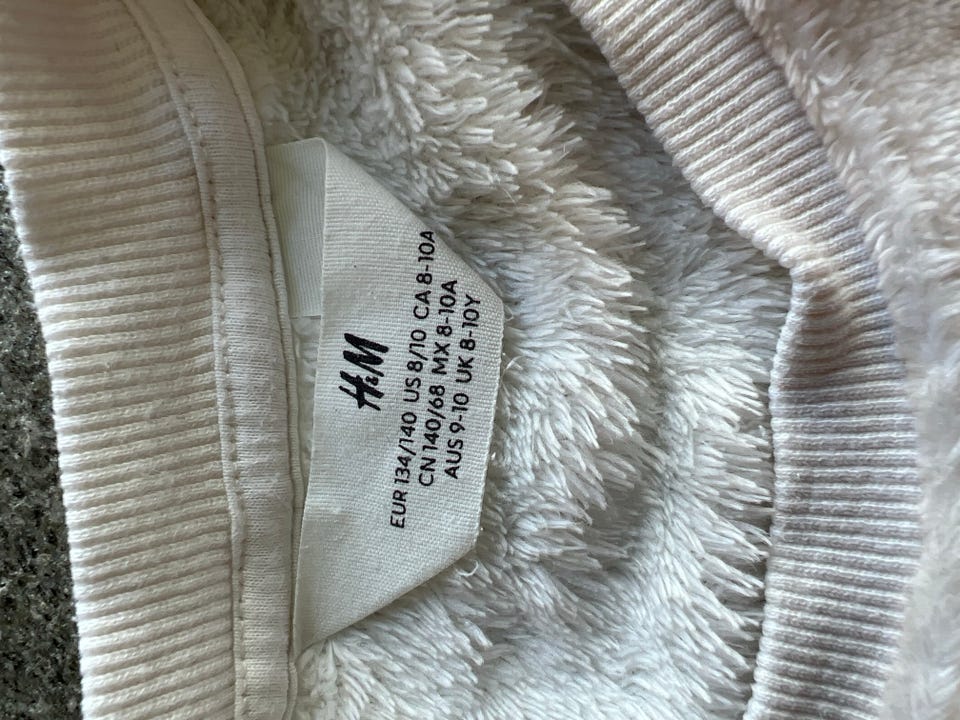 H&M
EUR 134/140 US 8/10 CA 8-10A
CN 140/68 MX 8-10A
AUS 9-10 UK 8-10Y